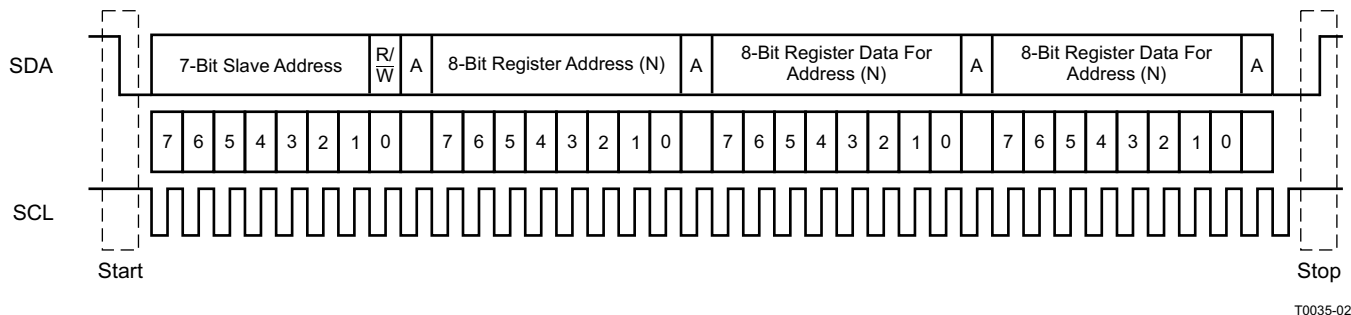 SDA
7-Bit Slave Address
R/
W
A
8-Bit Register Address (N)
A
8-Bit Register Data For
Address (N)
A
8-Bit Register Data For
Address (N)
A
7 6 5 4 3 2 1 0 7 6 5 4 3 2 1 0 7 6 5 4 3 2 1 0 7 6 5 4 3 2 1 0
SCL
Start
Stop
T0035-02